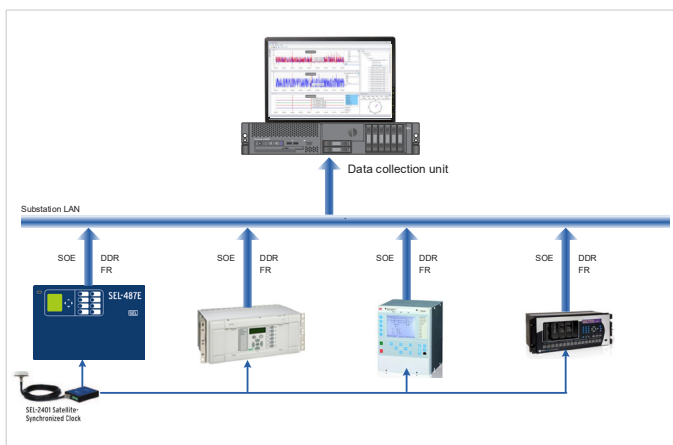 Data collection unit
Substation LAN
SOE
DDR
FR
SOE
DDR
FR
SOE
DDR
FR
SOE
DDR
FR
SEL-487E
SEL
SEL-2401 Satellite-
Synchronized Clock